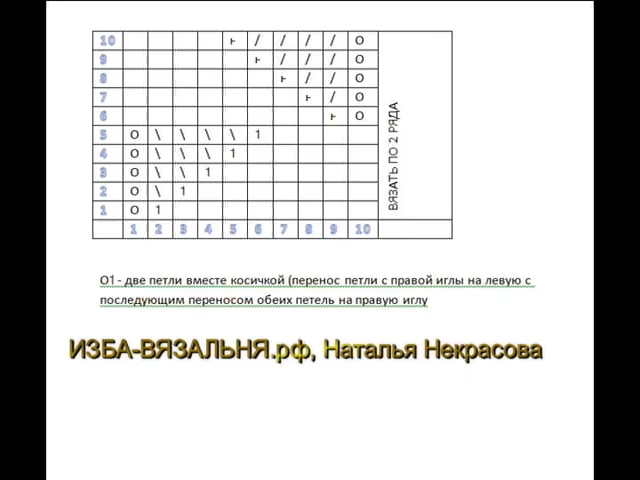 10 ⊦ / / / / O
9 ⊦ / / / O
8 ⊦ / / O
7 ⊦ / O
6 ⊦ O
5 O \ \ \ \ 1
4 O \ \ \ 1
3 O \ \ 1
2 O \ 1
1 O 1
1 2 3 4 5 6 7 8 9 10
ВЯЗАТЬ ПО 2 РЯДА
О1 - две петли вместе косичкой (перенос петли с правой иглы на левую с
последующим переносом обеих петель на правую иглу
ИЗБА-ВЯЗАЛЬНЯ.рф, Наталья Некрасова